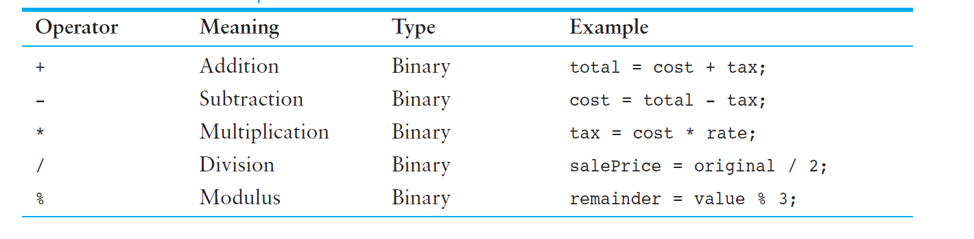 Operator Meaning Type Example
+ Addition Binary total = cost + tax;
- Subtraction Binary cost = total - tax;
* Multiplication Binary tax = cost * rate;
/ Division Binary salePrice = original / 2;
% Modulus Binary remainder = value % 3;